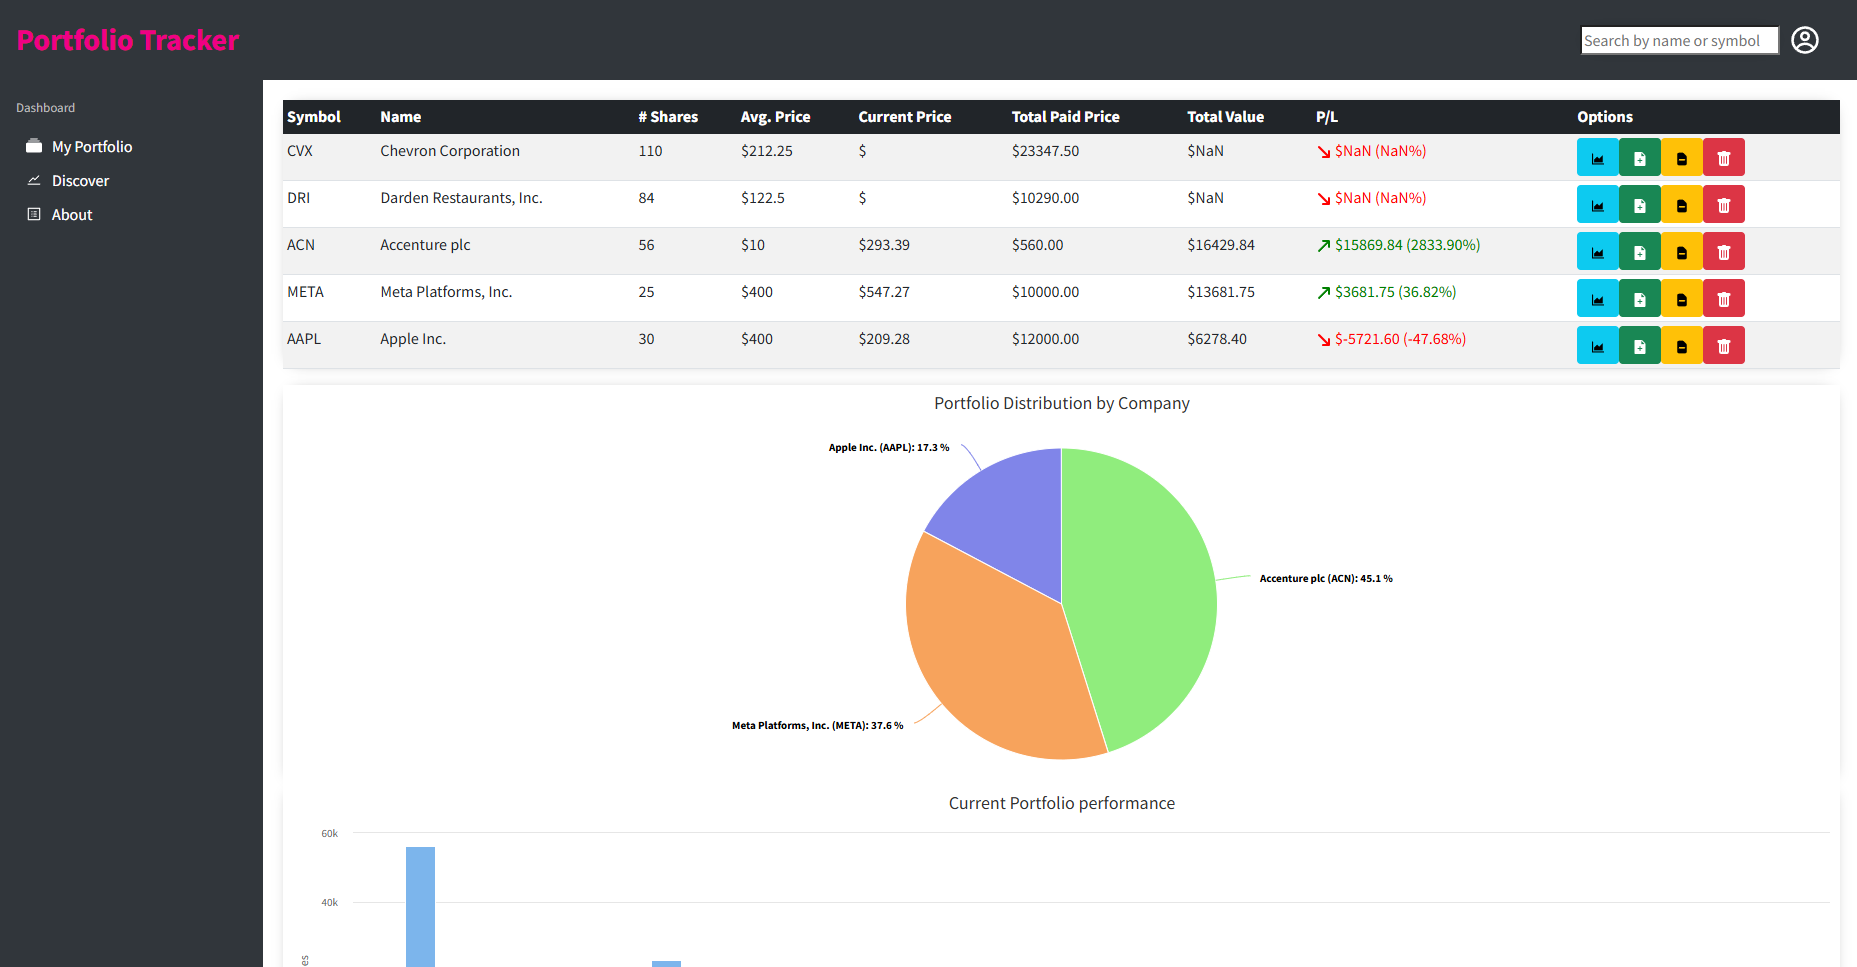 Portfolio Tracker
Search by name or symbol
Dashboard
My Portfolio
Discover
About
Symbol Name # Shares Avg. Price Current Price Total Paid Price Total Value P/L Options
CVX Chevron Corporation 110 $212.25 $ $23347.50 $NaN $NaN (NaN%)
DRI Darden Restaurants, Inc. 84 $122.5 $ $10290.00 $NaN $NaN (NaN%)
ACN Accenture plc 56 $10 $293.39 $560.00 $16429.84 $15869.84 (2833.90%)
META Meta Platforms, Inc. 25 $400 $547.27 $10000.00 $13681.75 $3681.75 (36.82%)
AAPL Apple Inc. 30 $400 $209.28 $12000.00 $6278.40 $-5721.60 (-47.68%)
Portfolio Distribution by Company
Apple Inc. (AAPL): 17.3 %
Accenture plc (ACN): 45.1 %
Meta Platforms, Inc. (META): 37.6 %
Current Portfolio performance
60k
40k